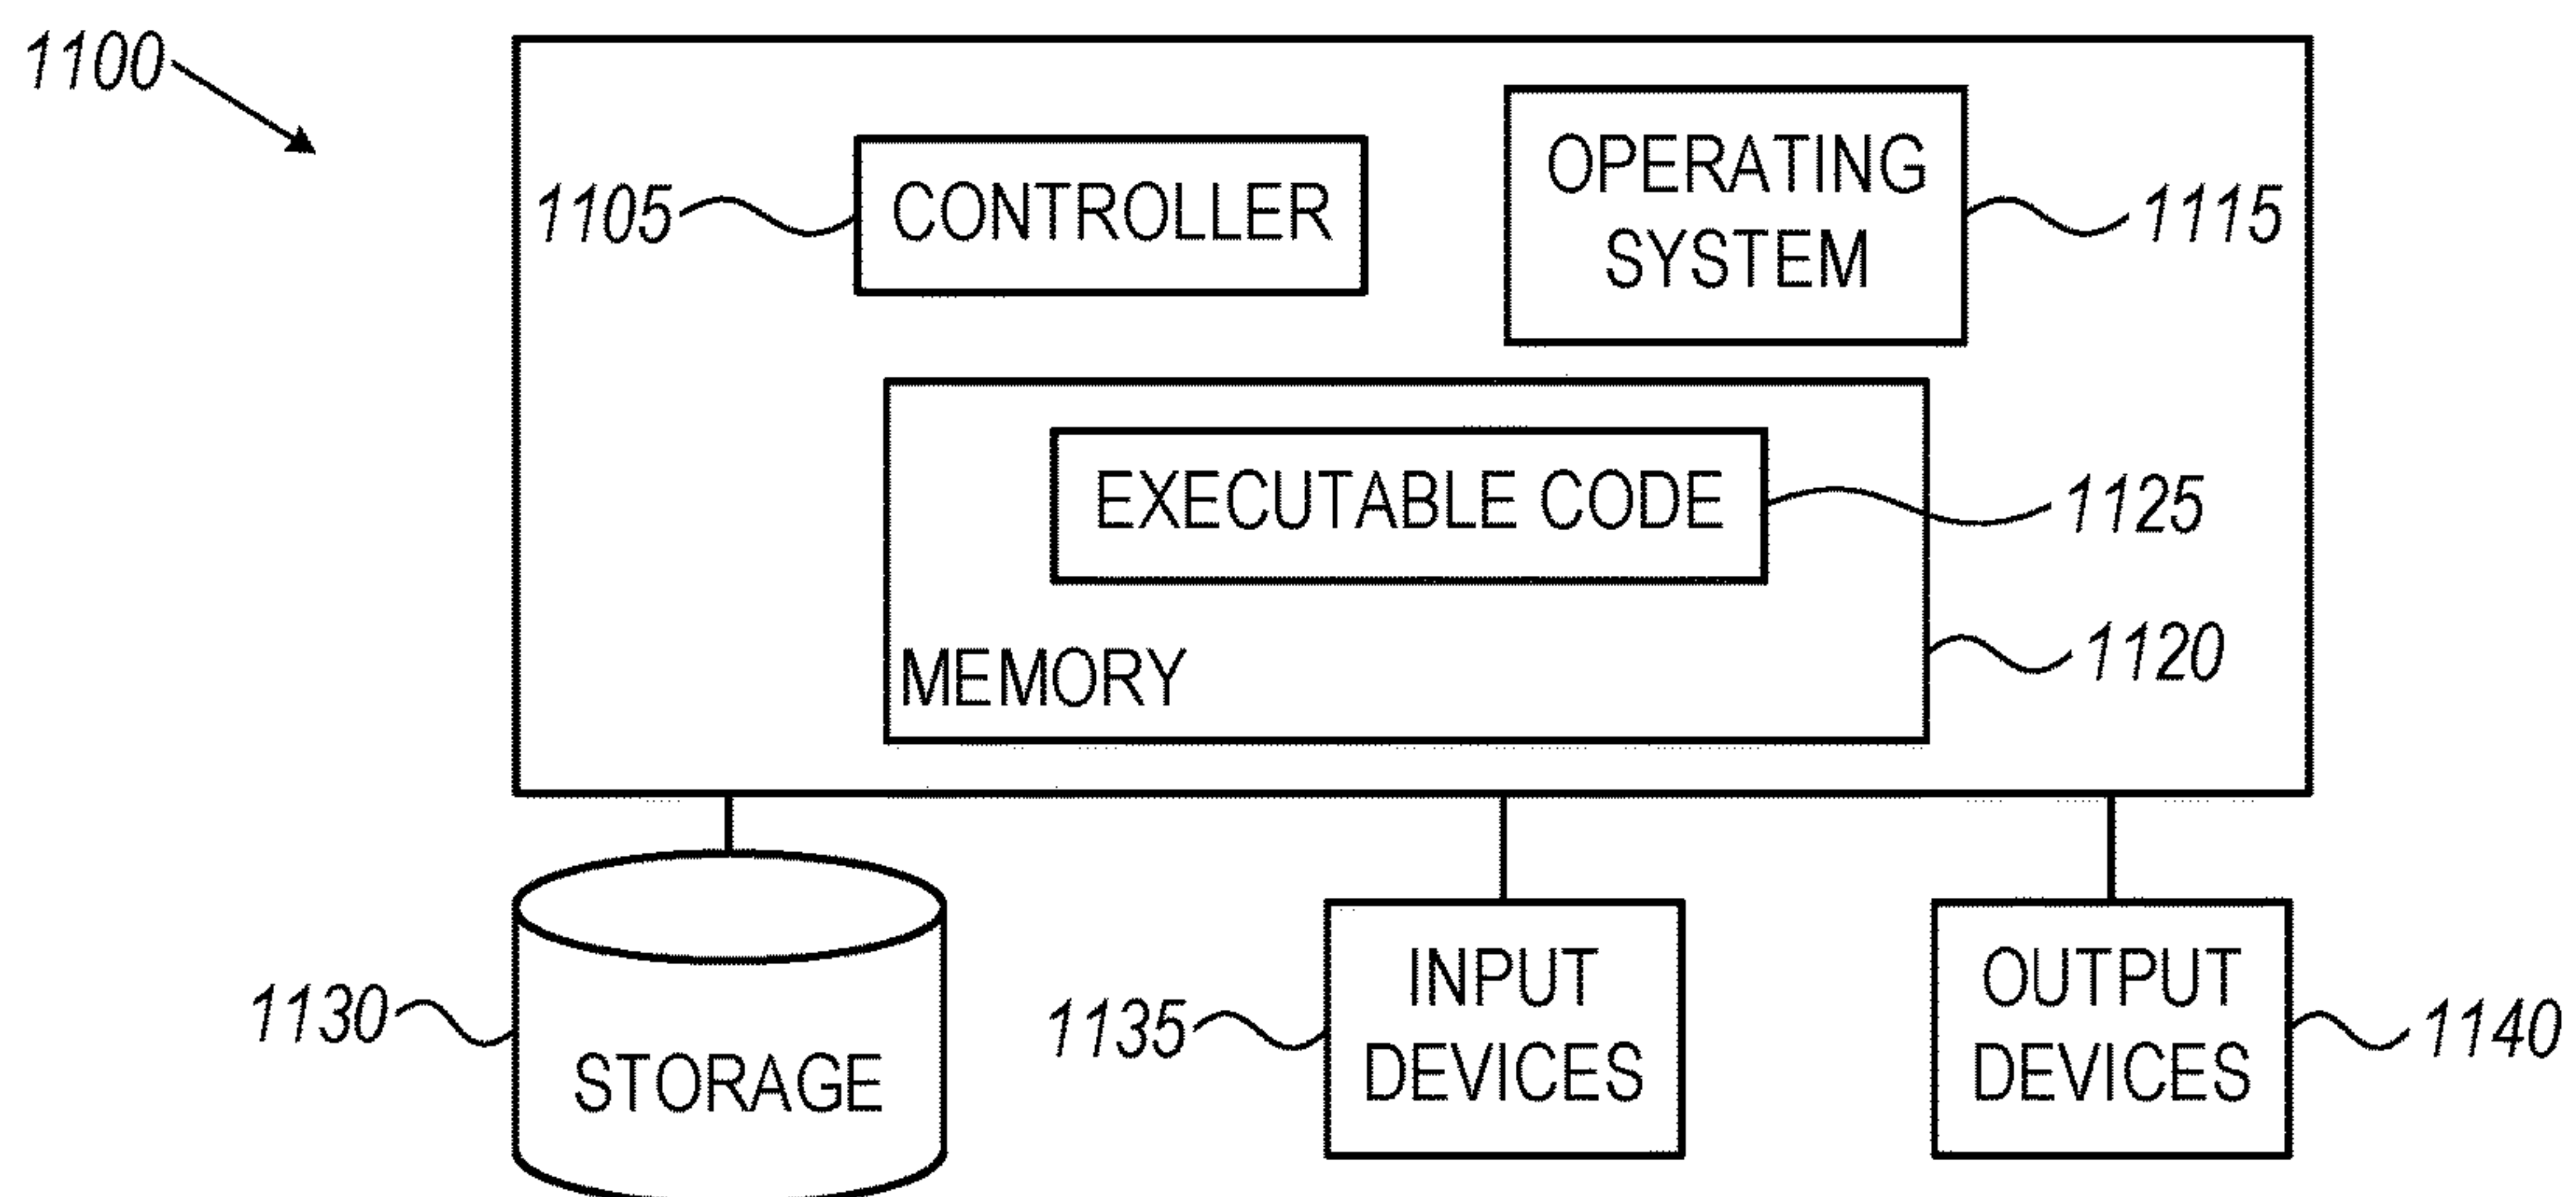 1100
1105
CONTROLLER
OPERATING
SYSTEM
1115
EXECUTABLE CODE
1125
MEMORY
1120
1130
STORAGE
1135
INPUT
DEVICES
OUTPUT
DEVICES
1140